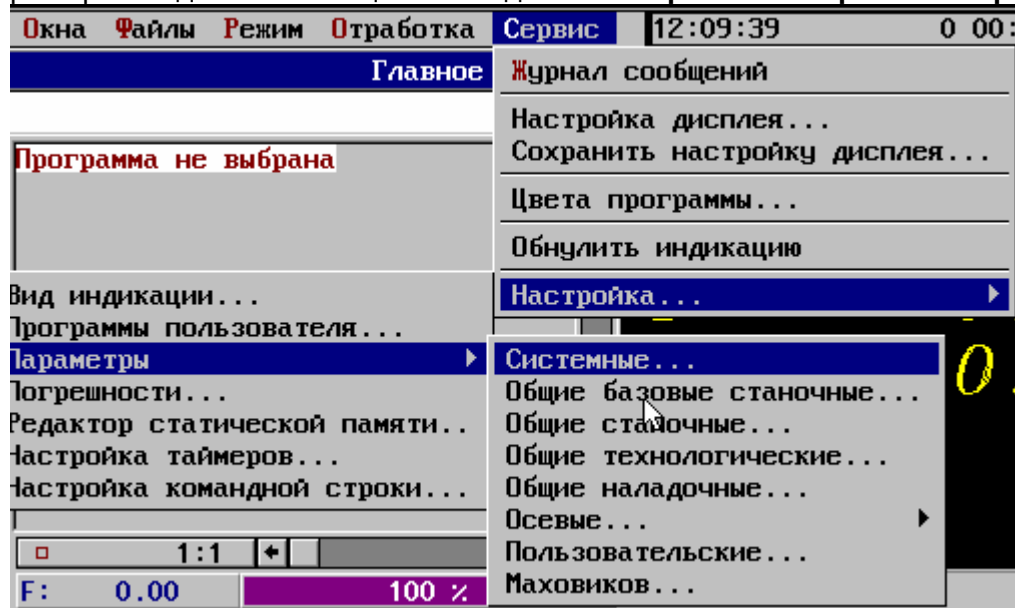 Окна Файлы Режим Отработка Сервис 12:09:39 0 00:
Главное
Журнал сообщений
Настройка дисплея...
Сохранить настройку дисплея...
Программа не выбрана
Цвета программы...
Обнулить индикацию
Настройка...
Вид индикации...
Программы пользователя...
Параметры
Погрешности...
Редактор статической памяти..
Настройка таймеров...
Настройка командной строки...
Системные...
Общие базовые станочные...
Общие станочные...
Общие технологические...
Общие наладочные...
Осевые...
Пользовательские...
Маховиков...
0.
1:1
F: 0.00 100 %